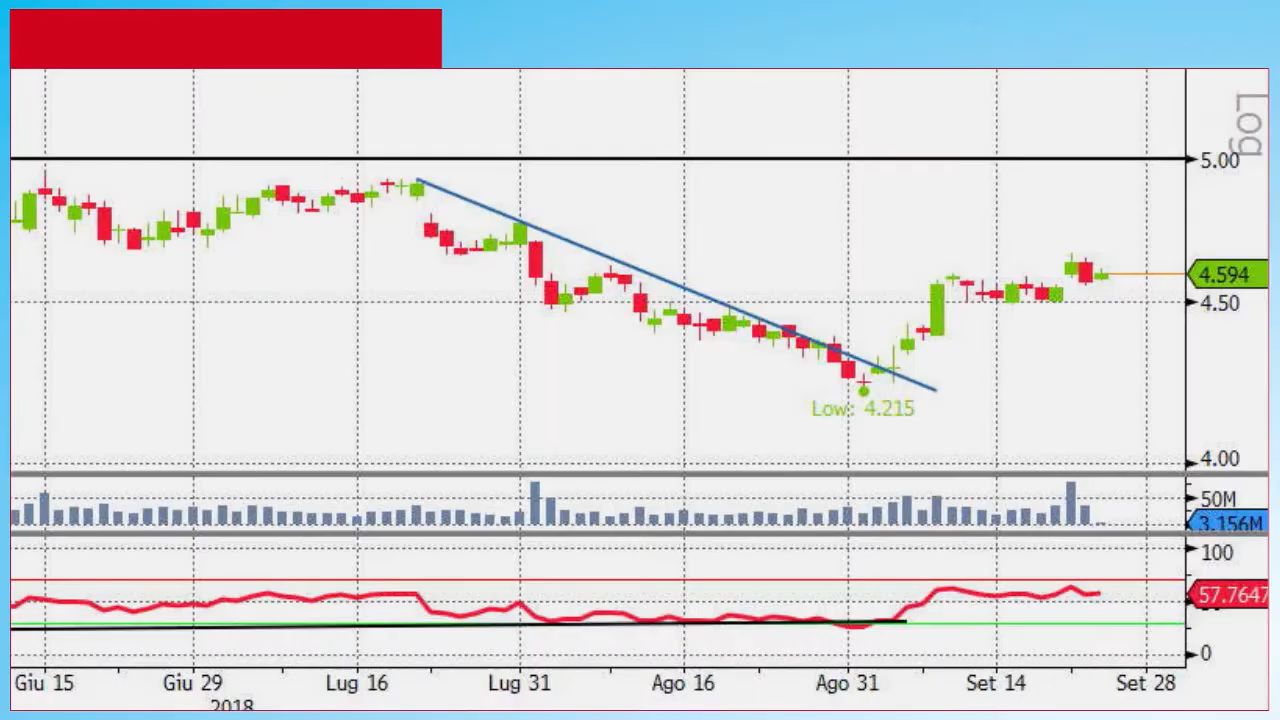 Log
5.00
4.594
4.50
Low: 4.215
4.00
50M
3.156M
100
57.7647
0
Giu 15 Giu 29 Lug 16 Lug 31 Ago 16 Ago 31 Set 14 Set 28
2018